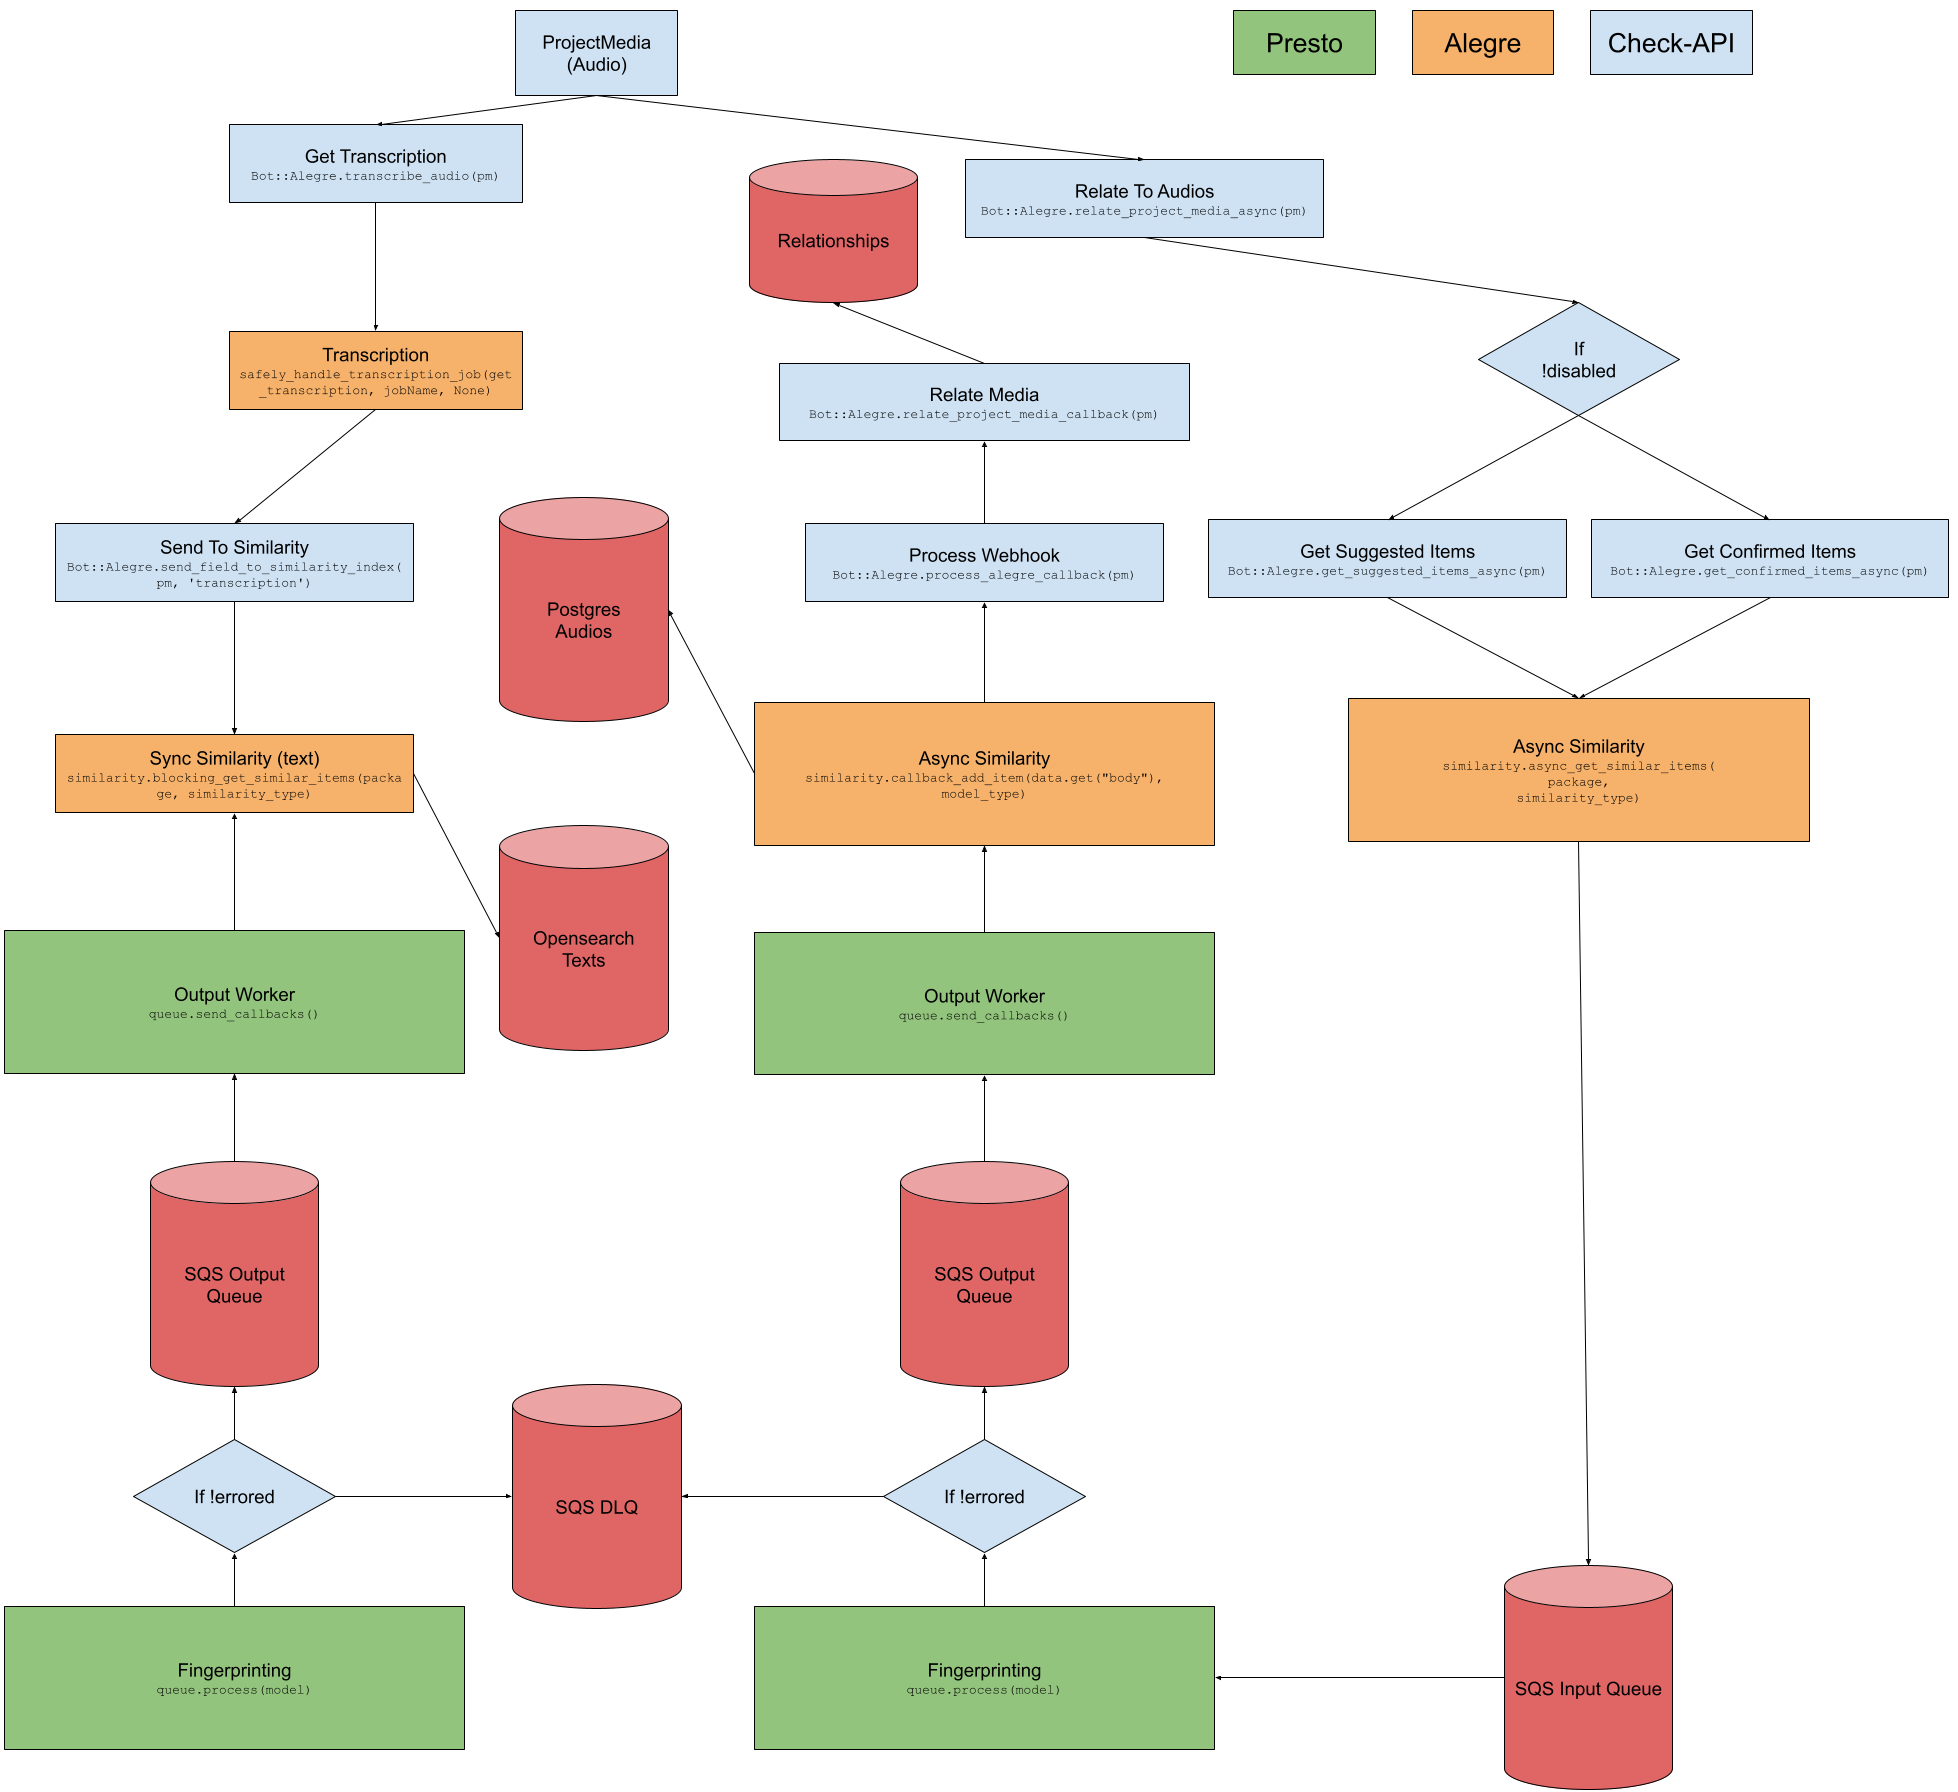 ProjectMedia
(Audio)
Presto
Alegre
Check-API
Get Transcription
Bot::Alegre.transcribe_audio(pm)
Relate To Audios
Bot::Alegre.relate_project_media_async(pm)
Relationships
If
!disabled
Transcription
safely_handle_transcription_job(get
_transcription, jobName, None)
Relate Media
Bot::Alegre.relate_project_media_callback(pm)
Send To Similarity
Bot::Alegre.send_field_to_similarity_index(
pm, 'transcription')
Postgres
Audios
Process Webhook
Bot::Alegre.process_alegre_callback(pm)
Get Suggested Items
Bot::Alegre.get_suggested_items_async(pm)
Get Confirmed Items
Bot::Alegre.get_confirmed_items_async(pm)
Sync Similarity (text)
similarity.blocking_get_similar_items(packa
ge, similarity_type)
Async Similarity
similarity.callback_add_item(data.get("body"),
model_type)
Async Similarity
similarity.async_get_similar_items(
package,
similarity_type)
Opensearch
Texts
Output Worker
queue.send_callbacks()
Output Worker
queue.send_callbacks()
SQS Output
Queue
SQS Output
Queue
If !errored
SQS DLQ
If !errored
Fingerprinting
queue.process(model)
Fingerprinting
queue.process(model)
SQS Input Queue